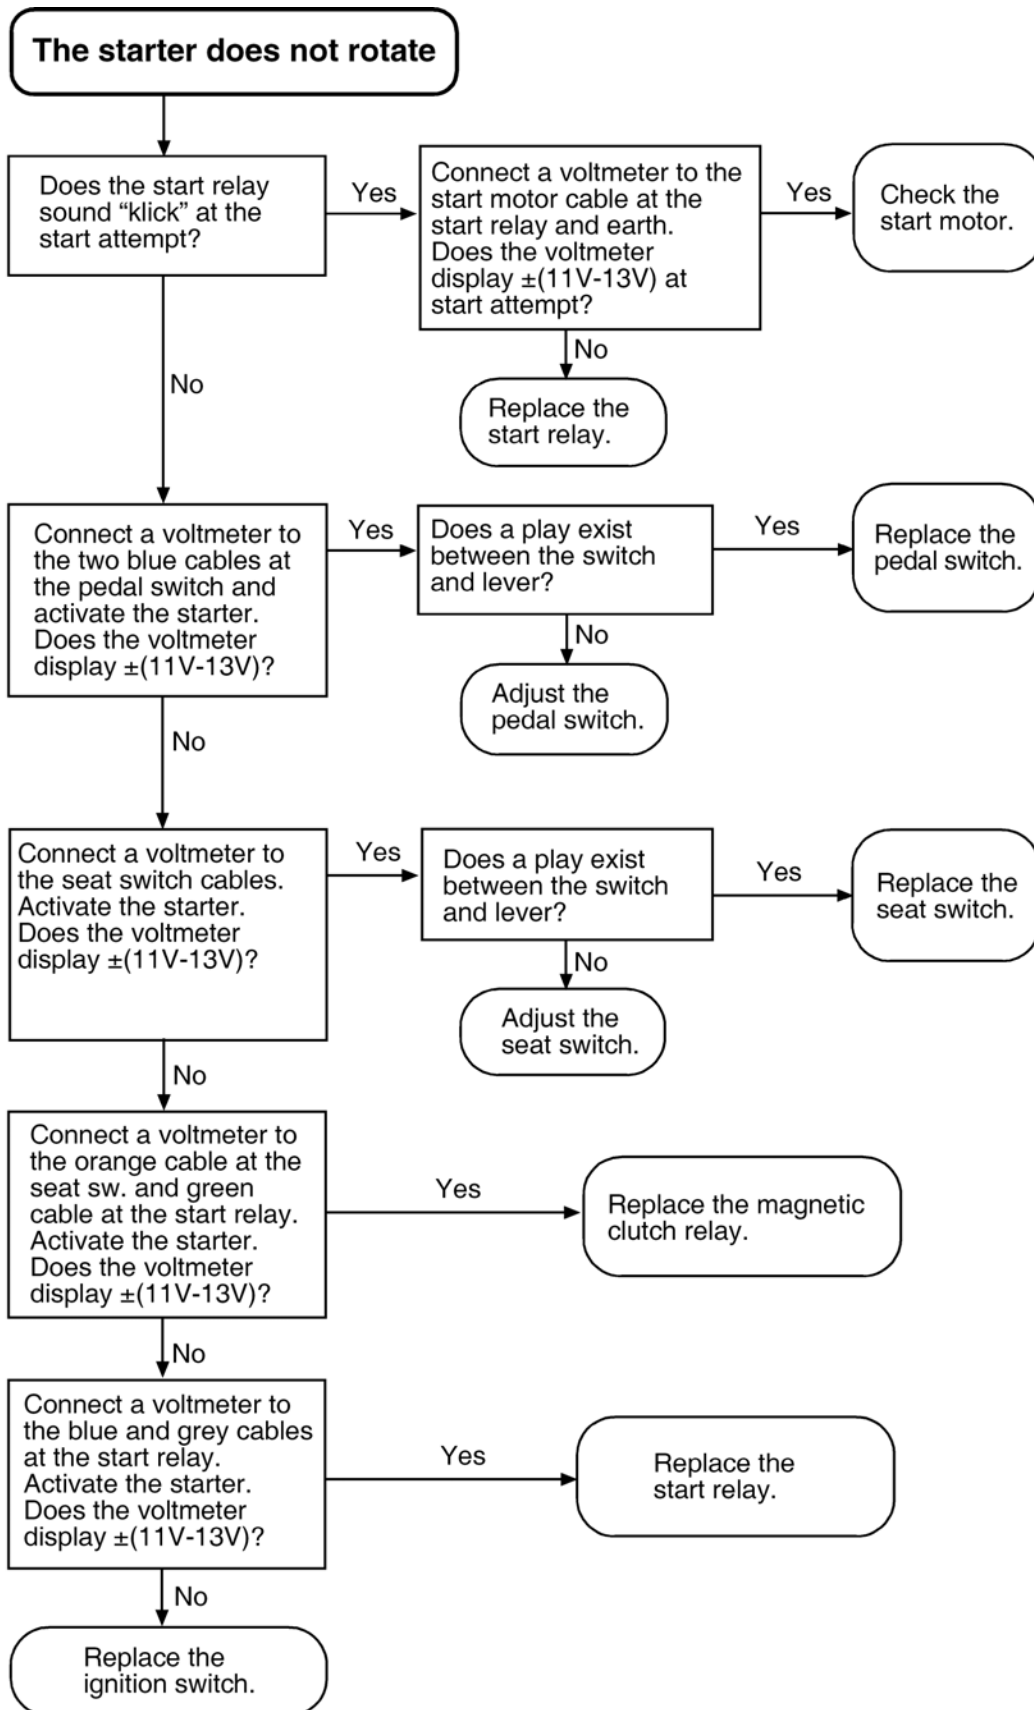 The starter does not rotate
Does the start relay
sound “klick” at the
start attempt?
Yes
Connect a voltmeter to the
start motor cable at the
start relay and earth.
Does the voltmeter
display ±(11V-13V) at
start attempt?
Yes
Check the
start motor.
No
Replace the
start relay.
No
Connect a voltmeter to
the two blue cables at
the pedal switch and
activate the starter.
Does the voltmeter
display ±(11V-13V)?
Yes
Does a play exist
between the switch
and lever?
Yes
Replace the
pedal switch.
No
Adjust the
pedal switch.
No
Connect a voltmeter to
the seat switch cables.
Activate the starter.
Does the voltmeter
display ±(11V-13V)?
Yes
Does a play exist
between the switch
and lever?
Yes
Replace the
seat switch.
No
Adjust the
seat switch.
No
Connect a voltmeter to
the orange cable at the
seat sw. and green
cable at the start relay.
Activate the starter.
Does the voltmeter
display ±(11V-13V)?
Yes
Replace the magnetic
clutch relay.
No
Connect a voltmeter to
the blue and grey cables
at the start relay.
Activate the starter.
Does the voltmeter
display ±(11V-13V)?
Yes
Replace the
start relay.
No
Replace the
ignition switch.